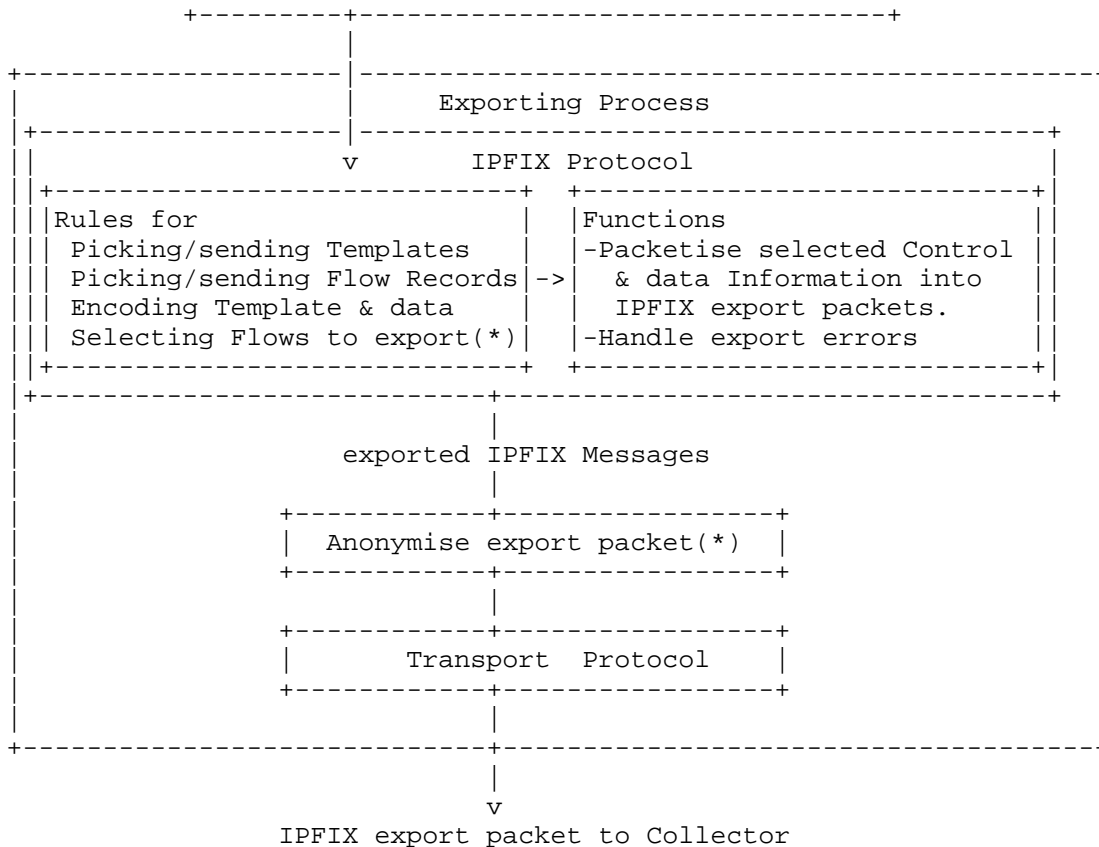 Exporting Process
v IPFIX Protocol
Rules for Functions
Picking/sending Templates -Packetise selected Control
Picking/sending Flow Records -> & data Information into
Encoding Template & data IPFIX export packets.
Selecting Flows to export(*) -Handle export errors
exported IPFIX Messages
Anonymise export packet(*)
Transport Protocol
v
IPFIX export packet to Collector